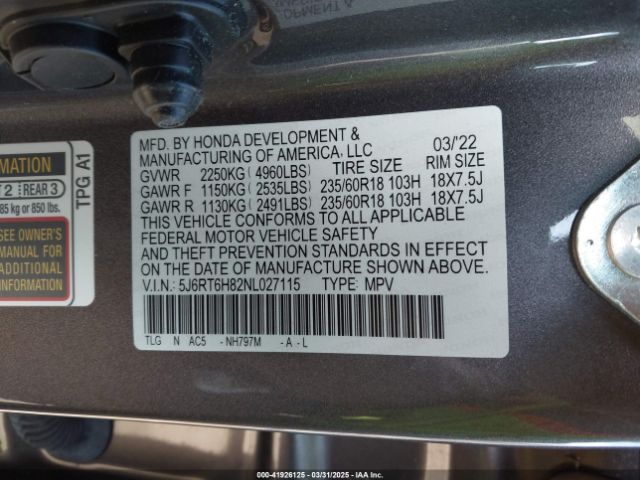 MFD. BY HONDA DEVELOPMENT &
MANUFACTURING OF AMERICA, LLC 03/'22
GVWR 2250KG ( 4960LBS) TIRE SIZE RIM SIZE
GAWR F 1150KG ( 2535LBS) 235/60R18 103H 18X7.5J
GAWR R 1130KG ( 2491LBS) 235/60R18 103H 18X7.5J
THIS VEHICLE CONFORMS TO ALL APPLICABLE
FEDERAL MOTOR VEHICLE SAFETY
AND THEFT PREVENTION STANDARDS IN EFFECT
ON THE DATE OF MANUFACTURE SHOWN ABOVE.
V.I.N.: 5J6RT6H82NL027115 TYPE: MPV
TLG N AC5 - NH797M - A - L
TPG A1
MATION
2 REAR 3
85 kg or 850 lbs.
SEE OWNER'S
MANUAL FOR
ADDITIONAL
INFORMATION
00-41926125 - 03/31/2025 - IAA Inc.